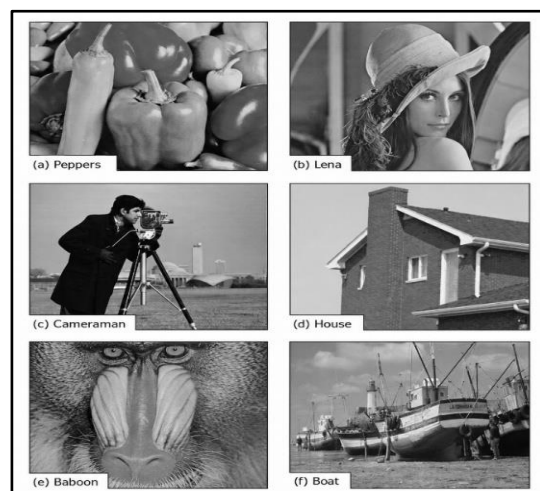 (a) Peppers
(b) Lena
(c) Cameraman
(d) House
(e) Baboon
(f) Boat